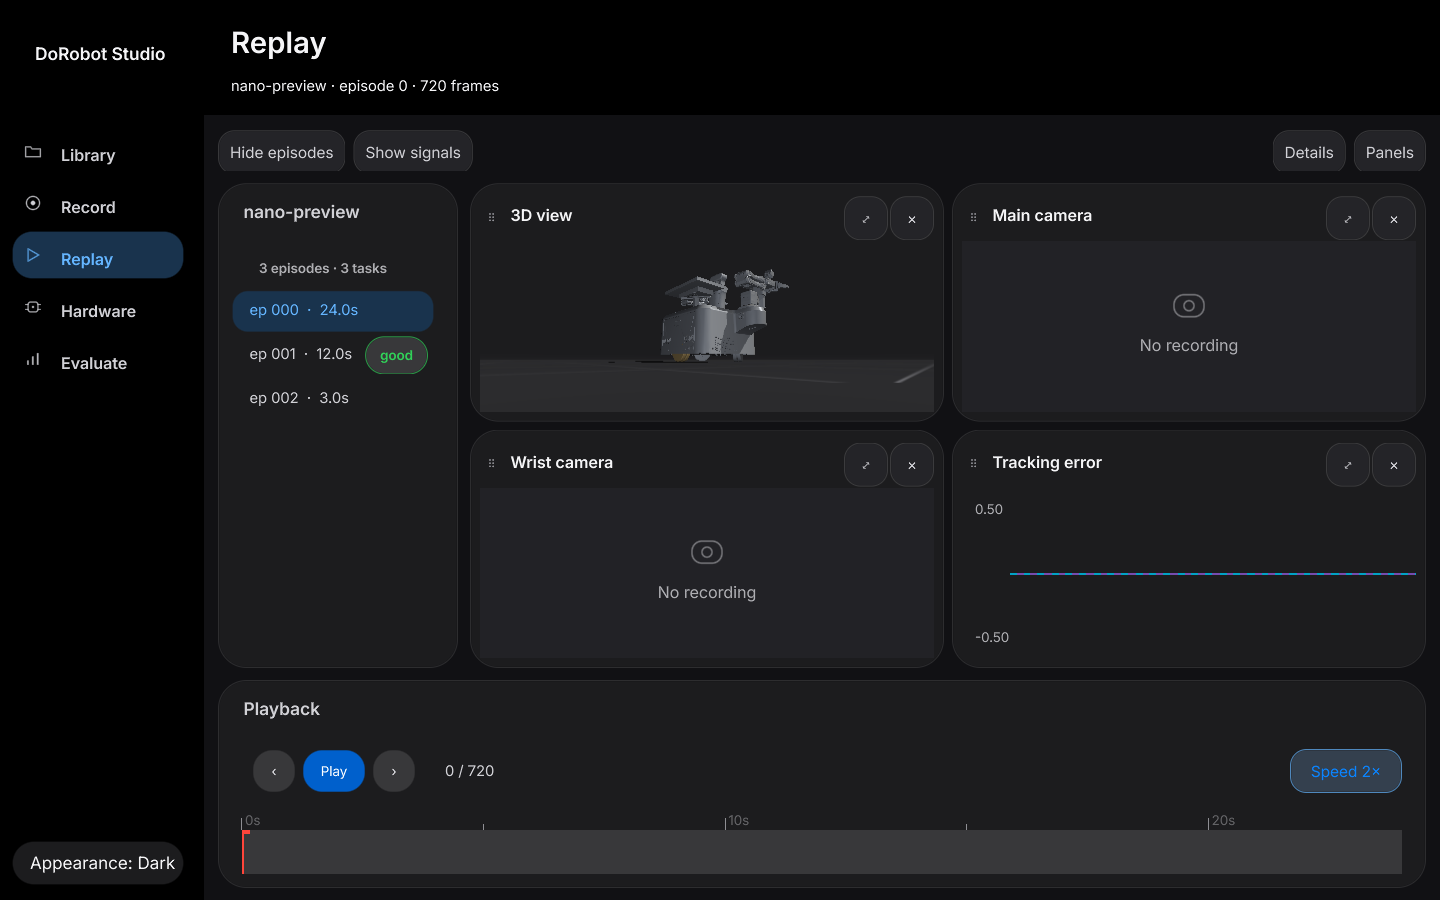 DoRobot Studio
Replay
nano-preview · episode 0 · 720 frames
Library
Record
Replay
Hardware
Evaluate
Appearance: Dark
Hide episodes
Show signals
Details
Panels
nano-preview
3 episodes · 3 tasks
ep 000 · 24.0s
ep 001 · 12.0s
good
ep 002 · 3.0s
3D view
Main camera
No recording
Wrist camera
No recording
Tracking error
0.50
-0.50
Playback
Play
0 / 720
Speed 2×
0s
10s
20s